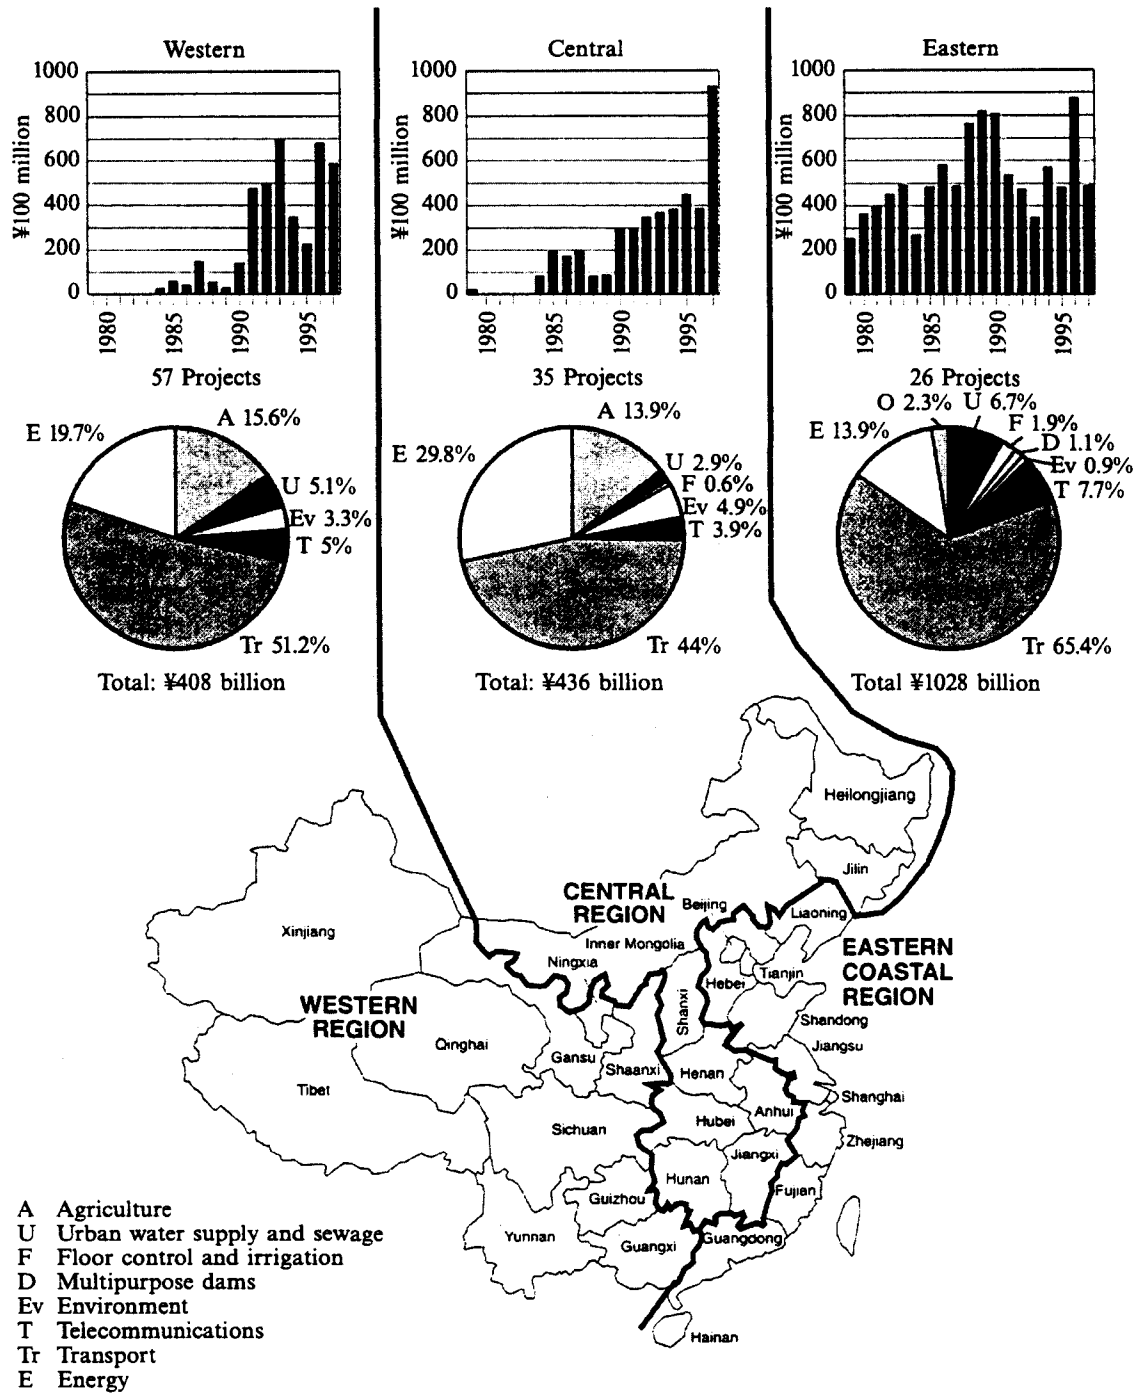 Western
¥100 million
1000
800
600
400
200
0
1980
1985
1990
1995
57 Projects
A 15.6%
E 19.7%
U 5.1%
Ev 3.3%
T 5%
Tr 51.2%
Total: ¥408 billion
Central
¥100 million
1000
800
600
400
200
0
1980
1985
1990
1995
35 Projects
A 13.9%
E 29.8%
U 2.9%
F 0.6%
Ev 4.9%
T 3.9%
Tr 44%
Total: ¥436 billion
Eastern
¥100 million
1000
800
600
400
200
0
1980
1985
1990
1995
26 Projects
O 2.3% U 6.7%
F 1.9%
E 13.9%
D 1.1%
Ev 0.9%
T 7.7%
Tr 65.4%
Total ¥1028 billion
Heilongjiang
Jilin
CENTRAL
REGION
Beijing
Liaoning
Xinjiang
Inner Mongolia
Ningxia
EASTERN
COASTAL
REGION
Tianjin
Hebei
WESTERN
REGION
Shanxi
Shandong
Qinghai
Jiangsu
Gansu
Shaanxi
Henan
Tibet
Shanghai
Anhui
Hubei
Sichuan
Zhejiang
Jiangxi
Hunan
Fujian
Guizhou
Yunnan
Guangxi
Guangdong
Hainan
A Agriculture
U Urban water supply and sewage
F Floor control and irrigation
D Multipurpose dams
Ev Environment
T Telecommunications
Tr Transport
E Energy